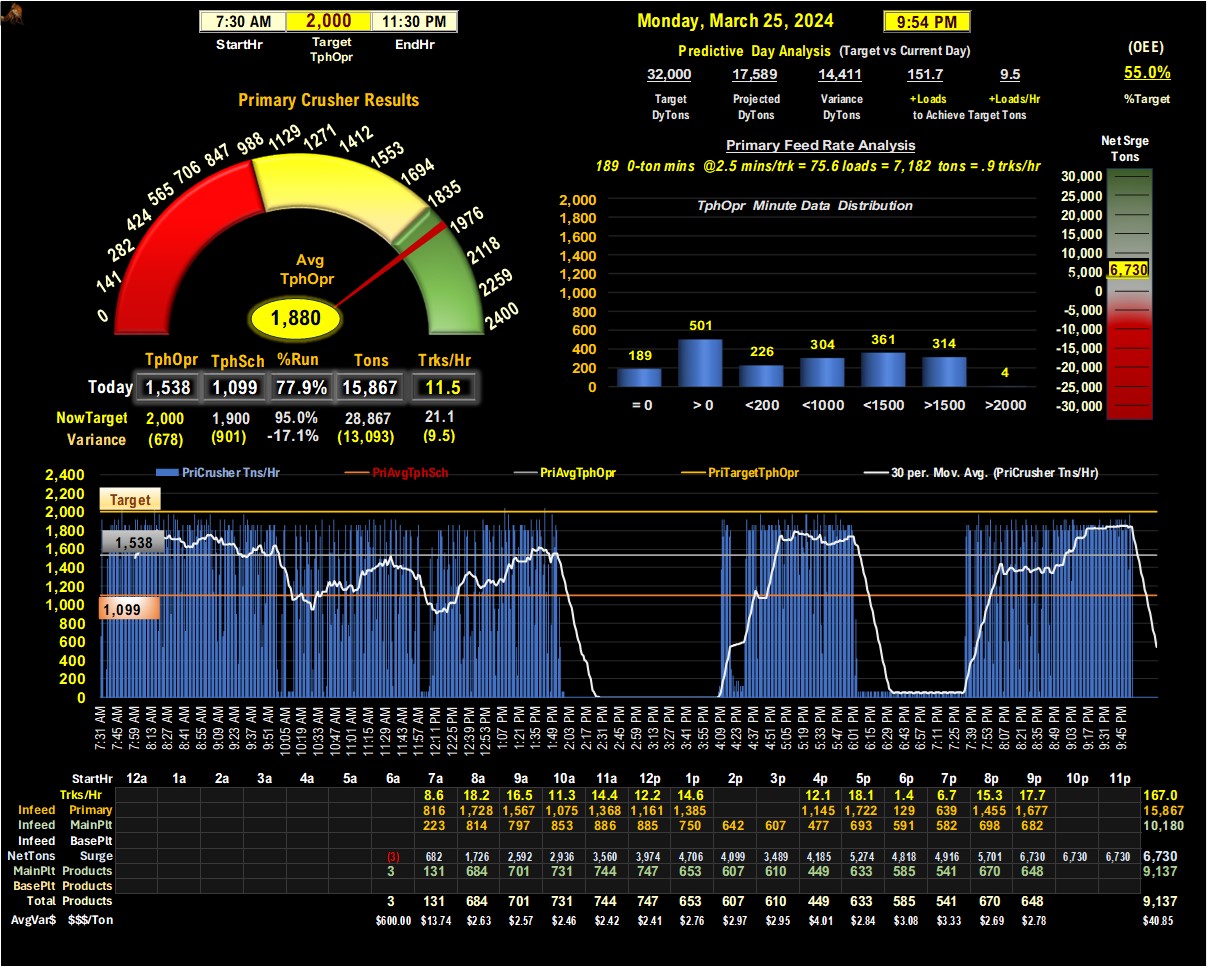 7:30 AM 2,000 11:30 PM
StartHr Target TphOpr EndHr
Monday, March 25, 2024 9:54 PM
Predictive Day Analysis (Target vs Current Day)
32,000 17,589 14,411 151.7 9.5
Target Projected Variance +Loads +Loads/Hr
DyTons DyTons DyTons to Achieve Target Tons
(OEE)
55.0%
%Target
Primary Crusher Results
0 141 282 424 565 706 847 988 1129 1271 1412 1553 1694 1835 1976 2118 2259 2400
Avg
TphOpr
1,880
TphOpr TphSch %Run Tons Trks/Hr
Today 1,538 1,099 77.9% 15,867 11.5
NowTarget 2,000 1,900 95.0% 28,867 21.1
Variance (678) (901) -17.1% (13,093) (9.5)
Primary Feed Rate Analysis
189 0-ton mins @2.5 mins/trk = 75.6 loads = 7,182 tons = .9 trks/hr
TphOpr Minute Data Distribution
2,000
1,800
1,600
1,400
1,200
1,000
800
600
400
200
0
189 501 226 304 361 314 4
= 0 > 0 <200 <1000 <1500 >1500 >2000
Net Srge
Tons
30,000
25,000
20,000
15,000
10,000
5,000
6,730
0
-5,000
-10,000
-15,000
-20,000
-25,000
-30,000
PriCrusher Tns/Hr PriAvgTphSch PriAvgTphOpr PriTargetTphOpr 30 per. Mov. Avg. (PriCrusher Tns/Hr)
2,400
2,200
2,000
1,800
1,600
1,400
1,200
1,000
800
600
400
200
0
Target
1,538
1,099
7:31 AM 7:45 AM 7:59 AM 8:13 AM 8:27 AM 8:41 AM 8:55 AM 9:09 AM 9:23 AM 9:37 AM 9:51 AM 10:05 AM 10:19 AM 10:33 AM 10:47 AM 11:01 AM 11:15 AM 11:29 AM 11:43 AM 11:57 AM 12:11 PM 12:25 PM 12:39 PM 12:53 PM 1:07 PM 1:21 PM 1:35 PM 1:49 PM 2:03 PM 2:17 PM 2:31 PM 2:45 PM 2:59 PM 3:13 PM 3:27 PM 3:41 PM 3:55 PM 4:09 PM 4:23 PM 4:37 PM 4:51 PM 5:05 PM 5:19 PM 5:33 PM 5:47 PM 6:01 PM 6:15 PM 6:29 PM 6:43 PM 6:57 PM 7:11 PM 7:25 PM 7:39 PM 7:53 PM 8:07 PM 8:21 PM 8:35 PM 8:49 PM 9:03 PM 9:17 PM 9:31 PM 9:45 PM
StartHr 12a 1a 2a 3a 4a 5a 6a 7a 8a 9a 10a 11a 12p 1p 2p 3p 4p 5p 6p 7p 8p 9p 10p 11p
Trks/Hr 8.6 18.2 16.5 11.3 14.4 12.2 14.6 12.1 18.1 1.4 6.7 15.3 17.7 167.0
Infeed Primary 816 1,728 1,567 1,075 1,368 1,161 1,385 1,145 1,722 129 639 1,455 1,677 15,867
Infeed MainPlt 223 814 797 853 886 885 750 642 607 477 693 591 582 698 682 10,180
Infeed BasePlt
NetTons Surge (3) 682 1,726 2,592 2,936 3,560 3,974 4,706 4,099 3,489 4,185 5,274 4,818 4,916 5,701 6,730 6,730 6,730 6,730
MainPlt Products 3 131 684 701 731 744 747 653 607 610 449 633 585 541 670 648 9,137
BasePlt Products
Total Products 3 131 684 701 731 744 747 653 607 610 449 633 585 541 670 648 9,137
AvgVar$ $$$/Ton $600.00 $13.74 $2.63 $2.57 $2.46 $2.42 $2.41 $2.76 $2.97 $2.95 $4.01 $2.84 $3.08 $3.33 $2.69 $2.78 $40.85